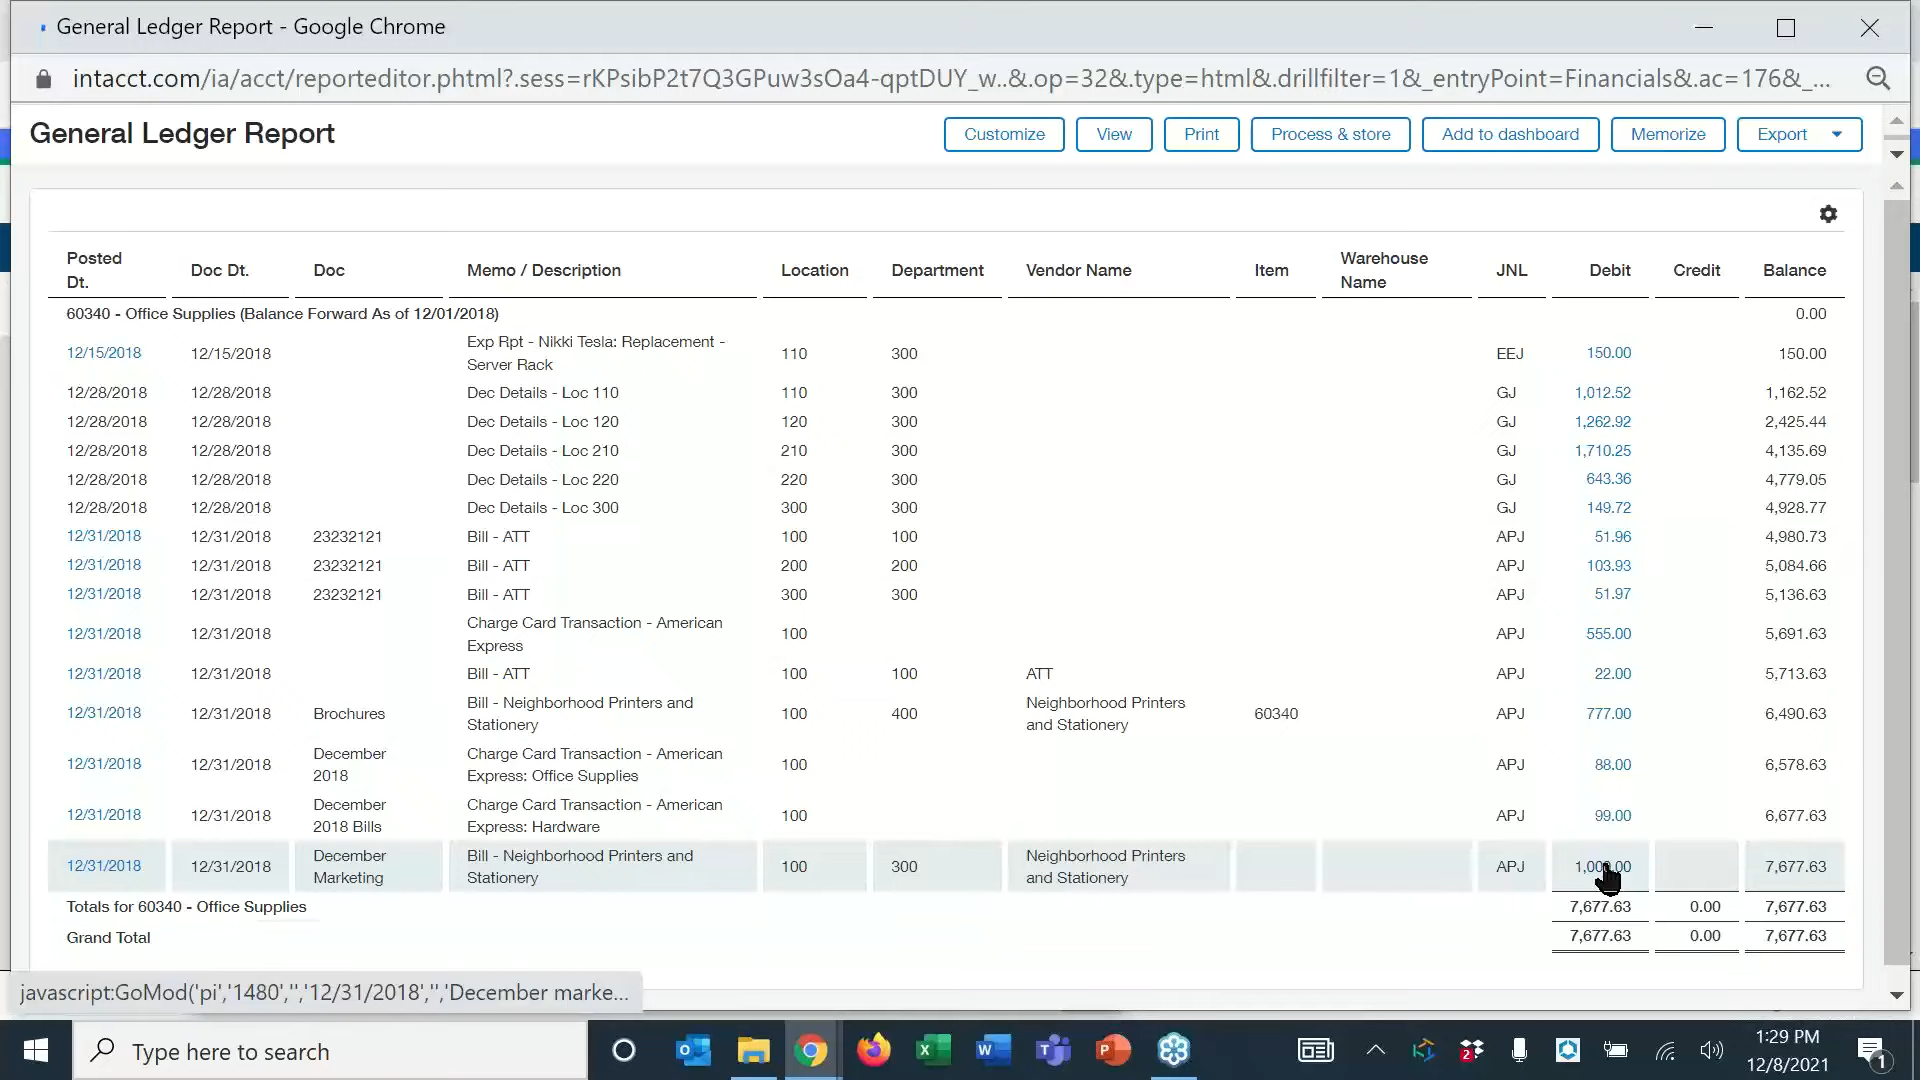 General Ledger Report - Google Chrome
intacct.com/ia/acct/reporteditor.phtml?.sess=rKPsibP2t7Q3GPuw3sOa4-qptDUY_w..&.op=32&.type=html&.drillfilter=1&_entryPoint=Financials&.ac=176&_...
General Ledger Report Customize View Print Process & store Add to dashboard Memorize Export
Posted Dt. Doc Dt. Doc Memo / Description Location Department Vendor Name Item Warehouse Name JNL Debit Credit Balance
60340 - Office Supplies (Balance Forward As of 12/01/2018) 0.00
12/15/2018 12/15/2018 Exp Rpt - Nikki Tesla: Replacement - Server Rack 110 300 EEJ 150.00 150.00
12/28/2018 12/28/2018 Dec Details - Loc 110 110 300 GJ 1,012.52 1,162.52
12/28/2018 12/28/2018 Dec Details - Loc 120 120 300 GJ 1,262.92 2,425.44
12/28/2018 12/28/2018 Dec Details - Loc 210 210 300 GJ 1,710.25 4,135.69
12/28/2018 12/28/2018 Dec Details - Loc 220 220 300 GJ 643.36 4,779.05
12/28/2018 12/28/2018 Dec Details - Loc 300 300 300 GJ 149.72 4,928.77
12/31/2018 12/31/2018 23232121 Bill - ATT 100 100 APJ 51.96 4,980.73
12/31/2018 12/31/2018 23232121 Bill - ATT 200 200 APJ 103.93 5,084.66
12/31/2018 12/31/2018 23232121 Bill - ATT 300 300 APJ 51.97 5,136.63
12/31/2018 12/31/2018 Charge Card Transaction - American Express 100 APJ 555.00 5,691.63
12/31/2018 12/31/2018 Bill - ATT 100 100 ATT APJ 22.00 5,713.63
12/31/2018 12/31/2018 Brochures Bill - Neighborhood Printers and Stationery 100 400 Neighborhood Printers and Stationery 60340 APJ 777.00 6,490.63
12/31/2018 12/31/2018 December 2018 Charge Card Transaction - American Express: Office Supplies 100 APJ 88.00 6,578.63
12/31/2018 12/31/2018 December 2018 Bills Charge Card Transaction - American Express: Hardware 100 APJ 99.00 6,677.63
12/31/2018 12/31/2018 December Marketing Bill - Neighborhood Printers and Stationery 100 300 Neighborhood Printers and Stationery APJ 7,677.63
Totals for 60340 - Office Supplies 7,677.63 0.00 7,677.63
Grand Total 7,677.63 0.00 7,677.63
javascript:GoMod('pi','1480','','12/31/2018','','December marke...
Type here to search 2 1:29 PM
12/8/2021 1